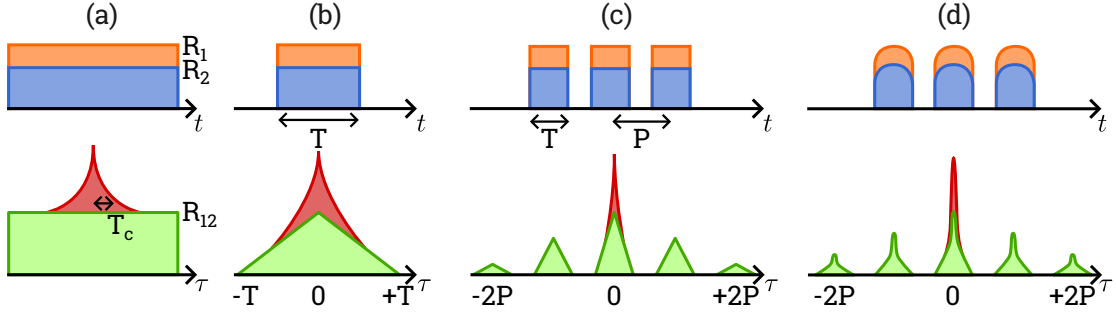 (a) (b) (c) (d)
R1
R2
t t t t
T T P
Tc
R12
τ τ τ τ
-T 0 +T -2P 0 +2P -2P 0 +2P